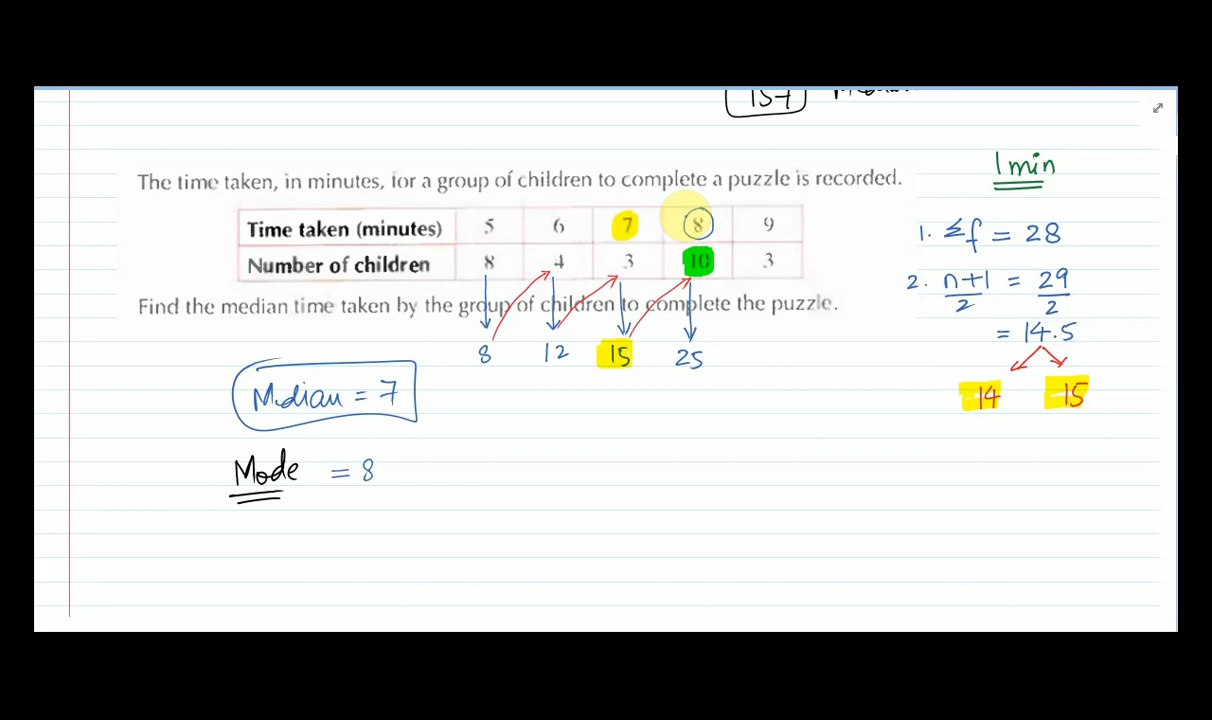 157
1 min
The time taken, in minutes, for a group of children to complete a puzzle is recorded.
Time taken (minutes) 5 6 7 8 9
Number of children 8 4 3 10 3
Find the median time taken by the group of children to complete the puzzle.
8 12 15 25
Median = 7
Mode = 8
1. Σf = 28
2. n+1/2 = 29/2
= 14.5
14 15